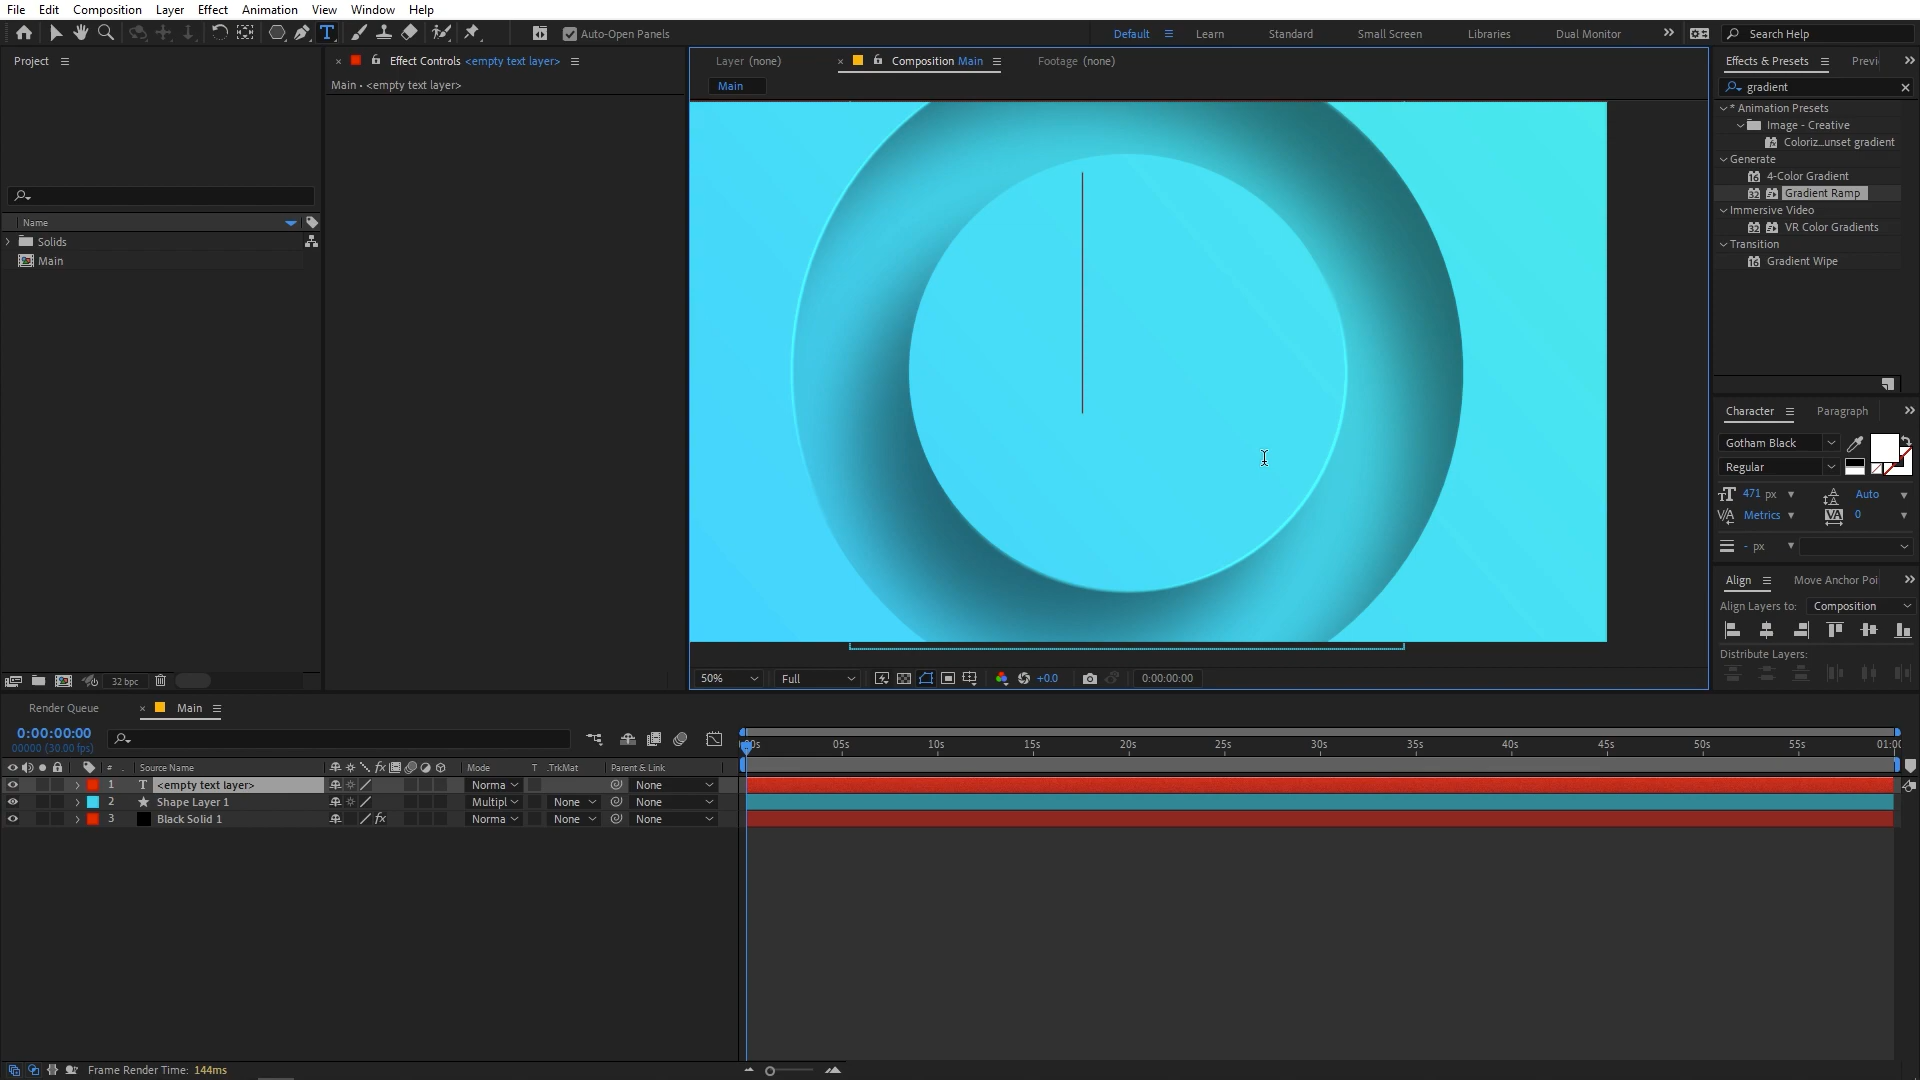 File Edit Composition Layer Effect Animation View Window Help
Auto-Open Panels
Default Learn Standard Small Screen Libraries Dual Monitor Search Help
Project
Name
Solids
Main
32 bpc
Effect Controls <empty text layer>
Main • <empty text layer>
Layer (none) Composition Main Footage (none)
Main
50% Full +0.0 0:00:00:00
Effects & Presets
gradient
* Animation Presets
Image - Creative
Coloriz...unset gradient
Generate
4-Color Gradient
Gradient Ramp
Immersive Video
VR Color Gradients
Transition
Gradient Wipe
Character Paragraph
Gotham Black
Regular
471 px Auto
Metrics 0
- px
Align Move Anchor Poi
Align Layers to: Composition
Distribute Layers:
Render Queue Main
0:00:00:00
00000 (30.00 fps)
05s 10s 15s 20s 25s 30s 35s 40s 45s 50s 55s 01:00
# Source Name fx Mode T .TrkMat Parent & Link
1 T <empty text layer> Norma None
2 Shape Layer 1 Multipl None None
3 Black Solid 1 fx Norma None None
Frame Render Time: 144ms